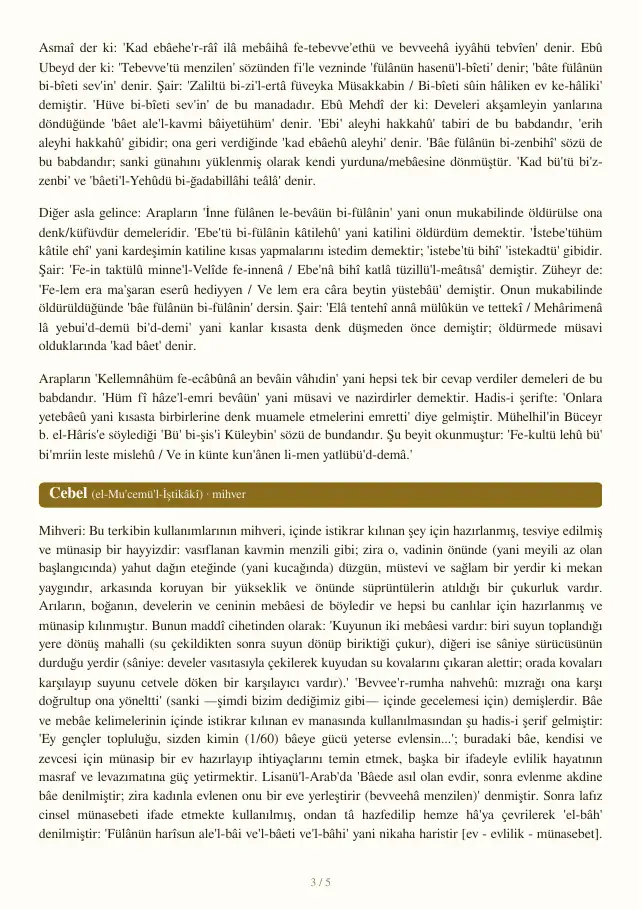 Asmaî der ki: 'Kad ebâehe'r-râî ilâ mebâihâ fe-tebevve'ethü ve bevveehâ iyyâhü tebvîen' denir. Ebû
Ubeyd der ki: 'Tebevve'tü menzilen' sözünden fi'le vezninde 'fülânün hasenü'l-bîeti' denir; 'bâte fülânün
bi-bîeti sev'in' denir. Şair: 'Zaliltü bi-zi'l-ertâ füveyka Müsakkabin / Bi-bîeti sûin hâliken ev ke-hâliki'
demiştir. 'Hüve bi-bîeti sev'in' de bu manadadır. Ebû Mehdî der ki: Develeri akşamleyin yanlarına
döndüğünde 'bâet ale'l-kavmi bâiyetühüm' denir. 'Ebi' aleyhi hakkahû' tabiri de bu babdandır, 'erih
aleyhi hakkahû' gibidir; ona geri verdiğinde 'kad ebâehû aleyhi' denir. 'Bâe fülânün bi-zenbihî' sözü de
bu babdandır; sanki günahını yüklenmiş olarak kendi yurduna/mebâesine dönmüştür. 'Kad bü'tü bi'z-
zenbi' ve 'bâeti'l-Yehûdü bi-ğadabillâhi teâlâ' denir.
Diğer asla gelince: Arapların 'İnne fülânen le-bevâün bi-fülânin' yani onun mukabilinde öldürülse ona
denk/küfüvdür demeleridir. 'Ebe'tü bi-fülânin kâtilehû' yani katilini öldürdüm demektir. 'İstebe'tühüm
kâtile ehî' yani kardeşimin katiline kısas yapmalarını istedim demektir; 'istebe'tü bihî' 'istekadtü' gibidir.
Şair: 'Fe-in taktülû minne'l-Velîde fe-innenâ / Ebe'nâ bihî katlâ tüzillü'l-meâtısâ' demiştir. Züheyr de:
'Fe-lem era ma'şaran eserû hediyyen / Ve lem era câra beytin yüstebâü' demiştir. Onun mukabilinde
öldürüldüğünde 'bâe fülânün bi-fülânin' dersin. Şair: 'Elâ tentehî annâ mülûkün ve tettekî / Mehârimenâ
lâ yebui'd-demü bi'd-demi' yani kanlar kısasta denk düşmeden önce demiştir; öldürmede müsavi
olduklarında 'kad bâet' denir.
Arapların 'Kellemnâhüm fe-ecâbûnâ an bevâin vâhıdin' yani hepsi tek bir cevap verdiler demeleri de bu
babdandır. 'Hüm fî hâze'l-emri bevâün' yani müsavi ve nazirdirler demektir. Hadis-i şerifte: 'Onlara
yetebâeû yani kısasta birbirlerine denk muamele etmelerini emretti' diye gelmiştir. Mühelhil'in Büceyr
b. el-Hâris'e söylediği 'Bü' bi-şis'i Küleybin' sözü de bundandır. Şu beyit okunmuştur: 'Fe-kultü lehû bü'
bi'mriin leste mislehû / Ve in künte kun'ânen li-men yatlübü'd-demâ.'
Cebel (el-Mu'cemü'l-İştikâkî) · mihver
Mihveri: Bu terkibin kullanımlarının mihveri, içinde istikrar kılınan şey için hazırlanmış, tesviye edilmiş
ve münasip bir hayyizdir: vasıflanan kavmin menzili gibi; zira o, vadinin önünde (yani meyili az olan
başlangıcında) yahut dağın eteğinde (yani kucağında) düzgün, müstevi ve sağlam bir yerdir ki mekan
yaygındır, arkasında koruyan bir yükseklik ve önünde süprüntülerin atıldığı bir çukurluk vardır.
Arıların, boğanın, develerin ve ceninin mebâesi de böyledir ve hepsi bu canlılar için hazırlanmış ve
münasip kılınmıştır. Bunun maddî cihetinden olarak: 'Kuyunun iki mebâesi vardır: biri suyun toplandığı
yere dönüş mahalli (su çekildikten sonra suyun dönüp biriktiği çukur), diğeri ise sâniye sürücüsünün
durduğu yerdir (sâniye: develer vasıtasıyla çekilerek kuyudan su kovalarını çıkaran alettir; orada kovaları
karşılayıp suyunu cetvele döken bir karşılayıcı vardır).' 'Bevvee'r-rumha nahvehû: mızrağı ona karşı
doğrultup ona yöneltti' (sanki —şimdi bizim dediğimiz gibi— içinde gecelemesi için) demişlerdir. Bâe
ve mebâe kelimelerinin içinde istikrar kılınan ev manasında kullanılmasından şu hadis-i şerif gelmiştir:
'Ey gençler topluluğu, sizden kimin (1/60) bâeye gücü yeterse evlensin...'; buradaki bâe, kendisi ve
zevcesi için münasip bir ev hazırlayıp ihtiyaçlarını temin etmek, başka bir ifadeyle evlilik hayatının
masraf ve levazımatına güç yetirmektir. Lisanü'l-Arab'da 'Bâede asıl olan evdir, sonra evlenme akdine
bâe denilmiştir; zira kadınla evlenen onu bir eve yerleştirir (bevveehâ menzilen)' denmiştir. Sonra lafız
cinsel münasebeti ifade etmekte kullanılmış, ondan tâ hazfedilip hemze hâ'ya çevrilerek 'el-bâh'
denilmiştir: 'Fülânün harîsun ale'l-bâi ve'l-bâeti ve'l-bâhi' yani nikaha haristir [ev - evlilik - münasebet].
3 / 5